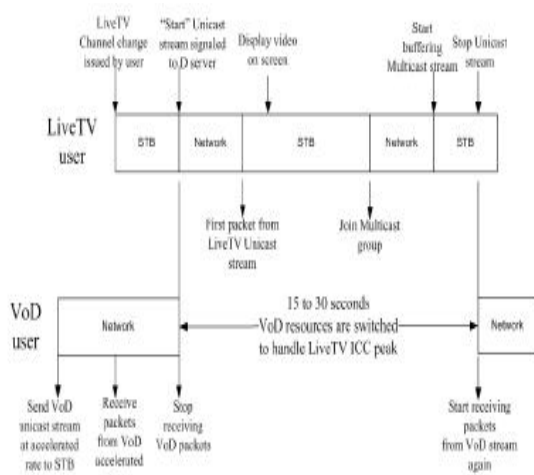 LiveTV
Channel change
issued by user
"Start" Unicast
stream signaled
to D server
Display video
on screen
Start
buffering
Multicast stream
Stop Unicast
stream
LiveTV
user
STB
Network
STB
Network
STB
First packet from
LiveTV Unicast
stream
Join Multicast
group
VoD
user
Network
15 to 30 seconds
VoD resources are switched
to handle LiveTV ICC peak
Network
Send VoD
unicast stream
at accelerated
rate to STB
Receive
packets
from VoD
accelerated
Stop
receiving
VoD packets
Start receiving
packets
from VoD stream
again